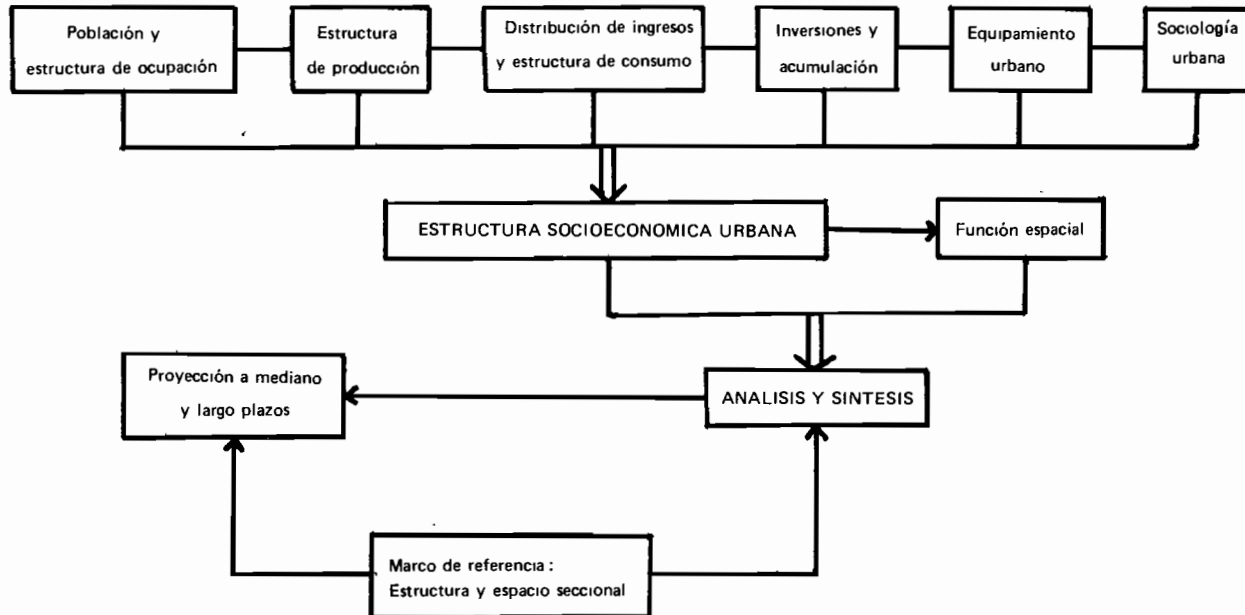 Población y
estructura de ocupación
Estructura
de producción
Distribución de ingresos
y estructura de consumo
Inversiones y
acumulación
Equipamiento
urbano
Sociología
urbana
ESTRUCTURA SOCIOECONOMICA URBANA
Función espacial
Proyección a mediano
y largo plazos
ANALISIS Y SINTESIS
Marco de referencia:
Estructura y espacio seccional